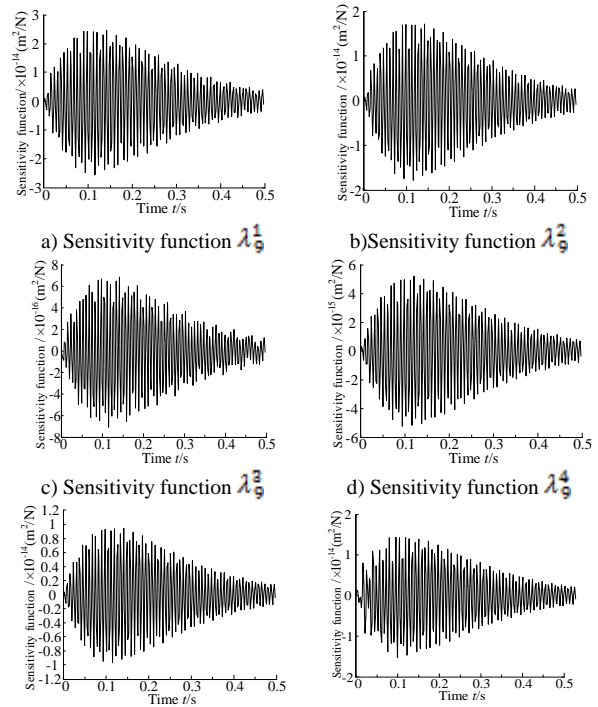 Sensitivity function/×10⁻¹⁴(m²/N)
3
2
1
0
-1
-2
-3
0 0.1 0.2 0.3 0.4 0.5
Time t/s
Sensitivity function /×10⁻¹⁴(m²/N)
2
1
0
-1
-2
0 0.1 0.2 0.3 0.4 0.5
Time t/s
a) Sensitivity function λ₉¹
b)Sensitivity function λ₉²
Sensitivity function /×10⁻¹⁶(m²/N)
8
6
4
2
0
-2
-4
-6
-8
0 0.1 0.2 0.3 0.4 0.5
Time t/s
Sensitivity function /×10⁻¹⁵(m²/N)
6
4
2
0
-2
-4
-6
0 0.1 0.2 0.3 0.4 0.5
Time t/s
c) Sensitivity function λ₉³
d) Sensitivity function λ₉⁴
Sensitivity function /×10⁻¹⁴(m²/N)
1.2
1
0.8
0.6
0.4
0.2
0
-0.2
-0.4
-0.6
-0.8
-1
-1.2
0 0.1 0.2 0.3 0.4 0.5
Time t/s
Sensitivity function /×10⁻¹⁴(m²/N)
2
1
0
-1
-2
0 0.1 0.2 0.3 0.4 0.5
Time t/s